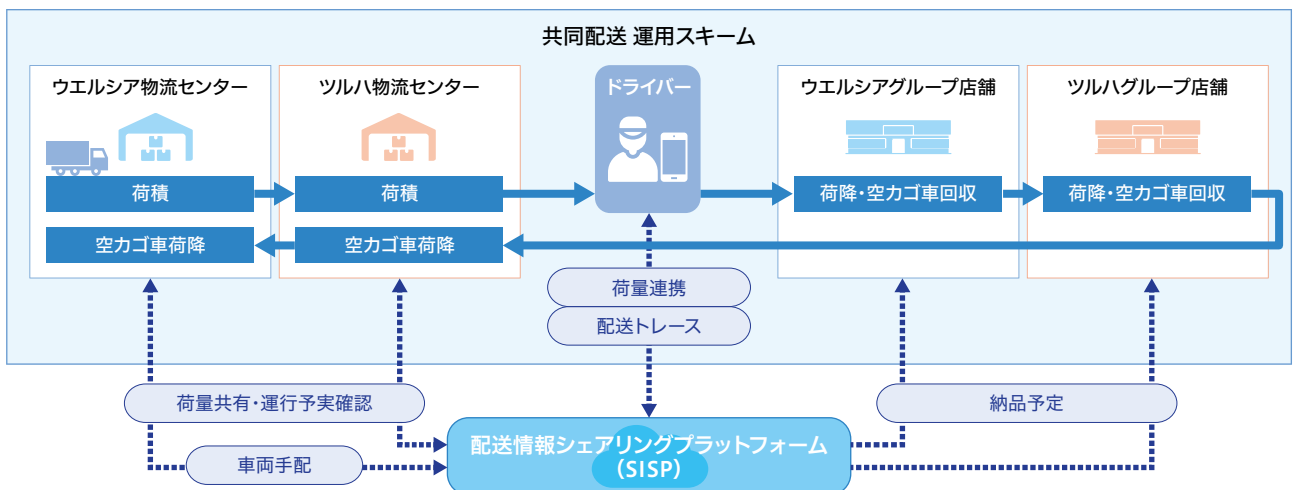 共同配送 運用スキーム
ウエルシア物流センター
ツルハ物流センター
ドライバー
ウエルシアグループ店舗
ツルハグループ店舗
荷積
荷積
荷降・空カゴ車回収
荷降・空カゴ車回収
空カゴ車荷降
空カゴ車荷降
荷量連携
配送トレース
荷量共有・運行予実確認
納品予定
車両手配
配送情報シェアリングプラットフォーム
(SISP)